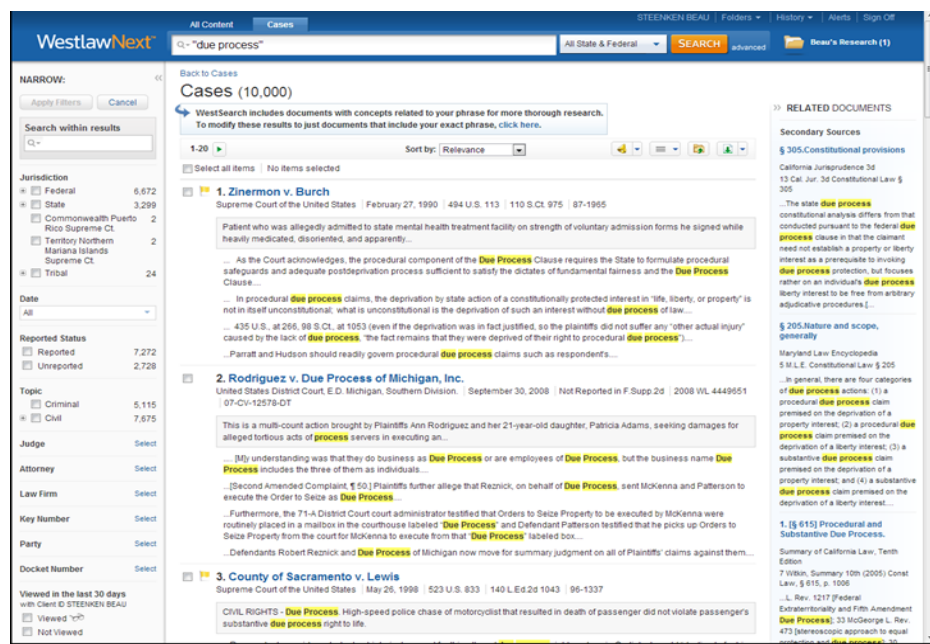 All Content Cases
STEENKEN BEAU Folders History Alerts Sign Off
WestlawNext
"due process"
All State & Federal
SEARCH
advanced
Beau's Research (1)
NARROW:
Apply Filters Cancel
Search within results
Jurisdiction
Federal 6,672
State 3,299
Commonwealth Puerto Rico Supreme Ct. 2
Territory Northern Mariana Islands Supreme Ct. 2
Tribal 24
Date
All
Reported Status
Reported 7,272
Unreported 2,728
Topic
Criminal 5,115
Civil 7,675
Judge Select
Attorney Select
Law Firm Select
Key Number Select
Party Select
Docket Number Select
Viewed in the last 30 days
with Client ID STEENKEN BEAU
Viewed
Not Viewed
Back to Cases
Cases (10,000)
WestSearch includes documents with concepts related to your phrase for more thorough research.
To modify these results to just documents that include your exact phrase, click here.
1-20
Sort by: Relevance
Select all items No items selected
1. Zinermon v. Burch
Supreme Court of the United States February 27, 1990 494 U.S. 113 110 S.Ct. 975 87-1965
Patient who was allegedly admitted to state mental health treatment facility on strength of voluntary admission forms he signed while
heavily medicated, disoriented, and apparently...
... As the Court acknowledges, the procedural component of the Due Process Clause requires the State to formulate procedural
safeguards and adequate postdeprivation process sufficient to satisfy the dictates of fundamental fairness and the Due Process
Clause....
... In procedural due process claims, the deprivation by state action of a constitutionally protected interest in "life, liberty, or property" is
not in itself unconstitutional; what is unconstitutional is the deprivation of such an interest without due process of law....
... 435 U.S., at 266, 98 S.Ct., at 1053 (even if the deprivation was in fact justified, so the plaintiffs did not suffer any "other actual injury"
caused by the lack of due process, "the fact remains that they were deprived of their right to procedural due process")....
...Parratt and Hudson should readily govern procedural due process claims such as respondent's....
2. Rodriguez v. Due Process of Michigan, Inc.
United States District Court, E.D. Michigan, Southern Division. September 30, 2008 Not Reported in F.Supp.2d 2008 WL 4449651
07-CV-12578-DT
This is a multi-count action brought by Plaintiffs Ann Rodriguez and her 21-year-old daughter, Patricia Adams, seeking damages for
alleged tortious acts of process servers in executing an...
.... [M]y understanding was that they do business as Due Process or are employees of Due Process, but the business name Due
Process includes the three of them as individuals....
...[Second Amended Complaint, ¶ 50.] Plaintiffs further allege that Reznick, on behalf of Due Process, sent McKenna and Patterson to
execute the Order to Seize as Due Process....
...Furthermore, the 71-A District Court court administrator testified that Orders to Seize Property to be executed by McKenna were
routinely placed in a mailbox in the courthouse labeled "Due Process" and Defendant Patterson testified that he picks up Orders to
Seize Property from the court for McKenna to execute from that "Due Process" labeled box....
...Defendants Robert Reznick and Due Process of Michigan now move for summary judgment on all of Plaintiffs' claims against them....
3. County of Sacramento v. Lewis
Supreme Court of the United States May 26, 1998 523 U.S. 833 140 L.Ed.2d 1043 96-1337
CIVIL RIGHTS - Due Process. High-speed police chase of motorcyclist that resulted in death of passenger did not violate passenger's
substantive due process right to life.
RELATED DOCUMENTS
Secondary Sources
§ 305.Constitutional provisions
California Jurisprudence 3d
13 Cal. Jur. 3d Constitutional Law §
305
...The state due process
constitutional analysis differs from that
conducted pursuant to the federal due
process clause in that the claimant
need not establish a property or liberty
interest as a prerequisite to invoking
due process protection, but focuses
rather on an individual's due process
liberty interest to be free from arbitrary
adjudicative procedures.[...
§ 205.Nature and scope,
generally
Maryland Law Encyclopedia
5 M.L.E. Constitutional Law § 205
...In general, there are four categories
of due process actions: (1) a
procedural due process claim
premised on the deprivation of a
property interest; (2) a procedural due
process claim premised on the
deprivation of a liberty interest; (3) a
substantive due process claim
premised on the deprivation of a
property interest; and (4) a substantive
due process claim premised on the
deprivation of a liberty interest....
1. [§ 615] Procedural and
Substantive Due Process.
Summary of California Law, Tenth
Edition
7 Witkin, Summary 10th (2005) Const
Law, § 615, p. 1006
...L. Rev. 1217 [Federal
Extraterritoriality and Fifth Amendment
Due Process]; 33 McGeorge L. Rev.
473 [stereoscopic approach to equal
protection and due process]; 30